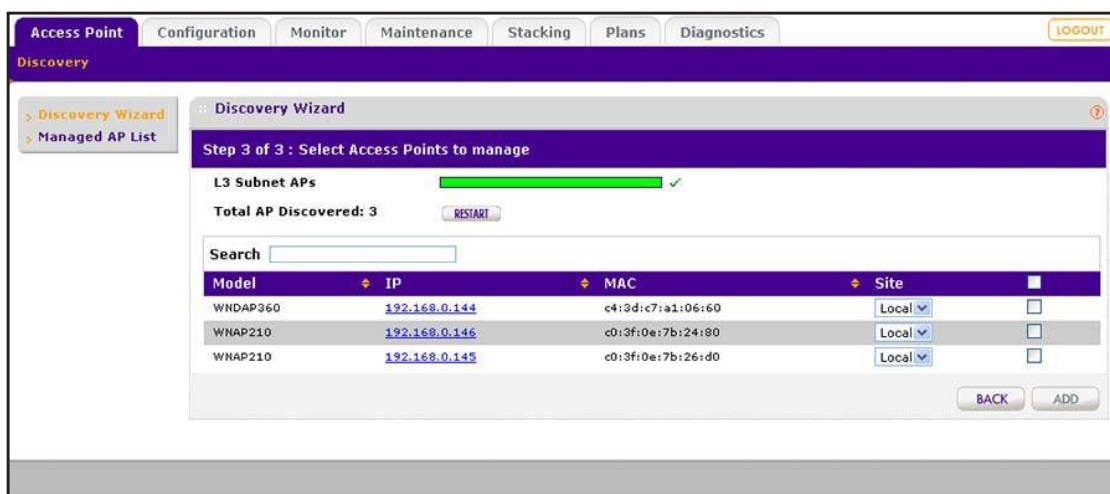 Access Point Configuration Monitor Maintenance Stacking Plans Diagnostics LOGOUT
Discovery
Discovery Wizard
Managed AP List
Discovery Wizard ?
Step 3 of 3 : Select Access Points to manage
L3 Subnet APs
Total AP Discovered: 3 RESTART
Search
Model IP MAC Site
WNDAP360 192.168.0.144 c4:3d:c7:a1:06:60 Local
WNAP210 192.168.0.146 c0:3f:0e:7b:24:80 Local
WNAP210 192.168.0.145 c0:3f:0e:7b:26:d0 Local
BACK ADD